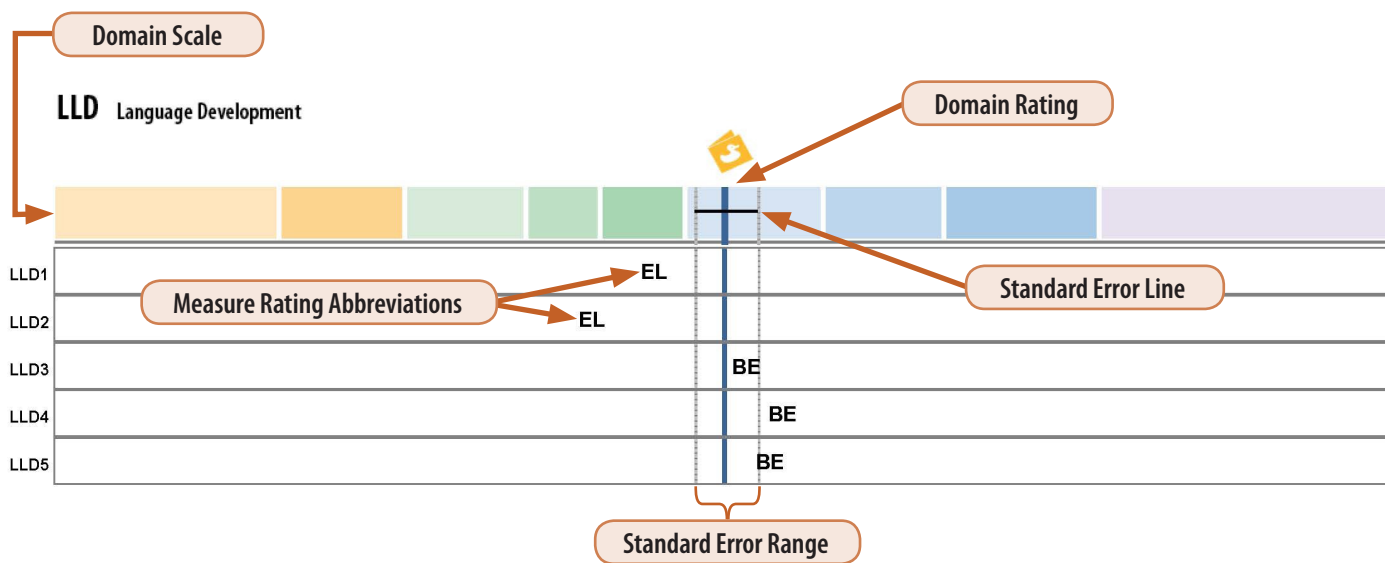 Domain Scale
LLD Language Development
Domain Rating
LLD1 EL
Standard Error Line
Measure Rating Abbreviations
LLD2 EL
LLD3 BE
LLD4 BE
LLD5 BE
Standard Error Range